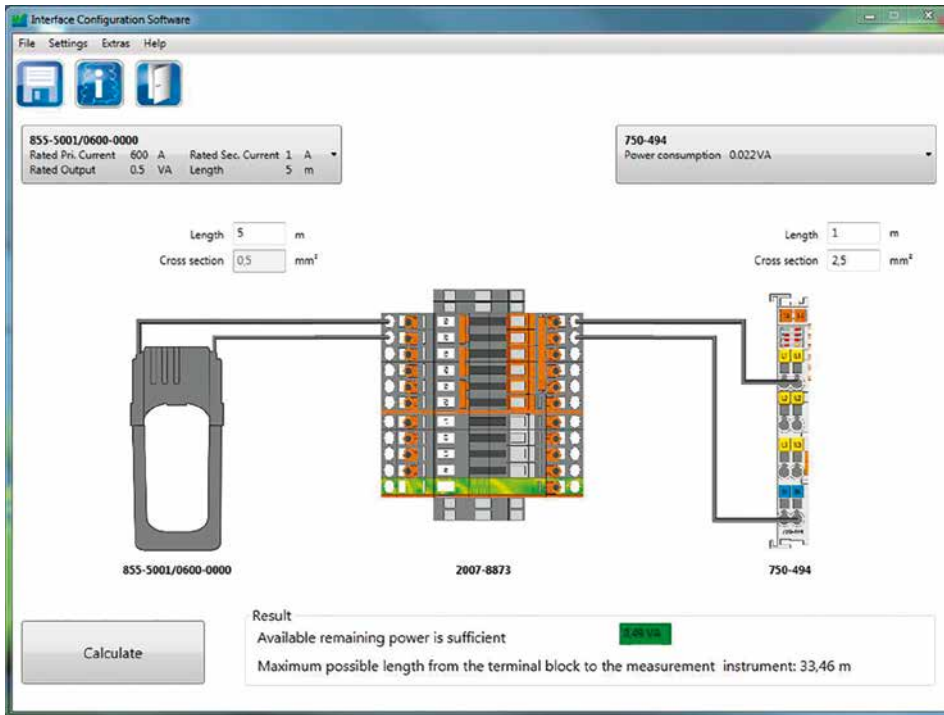 Interface Configuration Software
File Settings Extras Help
855-5001/0600-0000
Rated Pri. Current 600 A Rated Sec. Current 1 A
Rated Output 0.5 VA Length 5 m
750-494
Power consumption 0.022VA
Length 5 m
Cross section 0,5 mm²
Length 1 m
Cross section 2,5 mm²
855-5001/0600-0000
2007-8873
750-494
Calculate
Result
Available remaining power is sufficient
Maximum possible length from the terminal block to the measurement instrument: 33,46 m